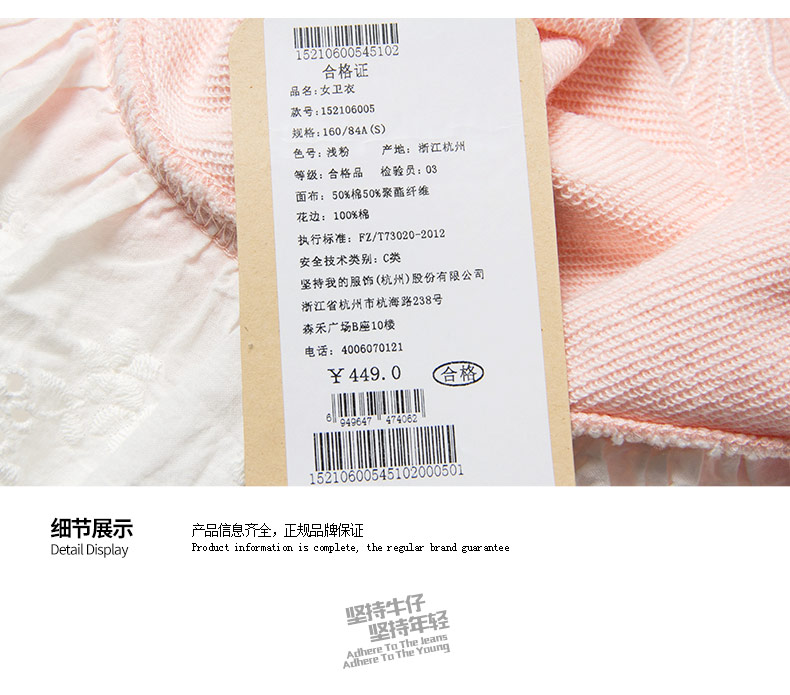 15210600545102
合格证
品名:女卫衣
款号:152106005
规格:160/84A(S)
色号:浅粉 产地:浙江杭州
等级:合格品 检验员:03
面布: 50%棉50%聚酯纤维
花边: 100%棉
执行标准: FZ/T73020-2012
安全技术类别: C类
坚持我的服饰(杭州)股份有限公司
浙江省杭州市杭海路238号
森禾广场B座10楼
电话: 4006070121
￥449.0 合格
6 949647 474062
15210600545102000501
细节展示 产品信息齐全，正规品牌保证
Detail Display Product information is complete, the regular brand guarantee
坚持牛仔
坚持年轻
Adhere To The Jeans
Adhere To The Young